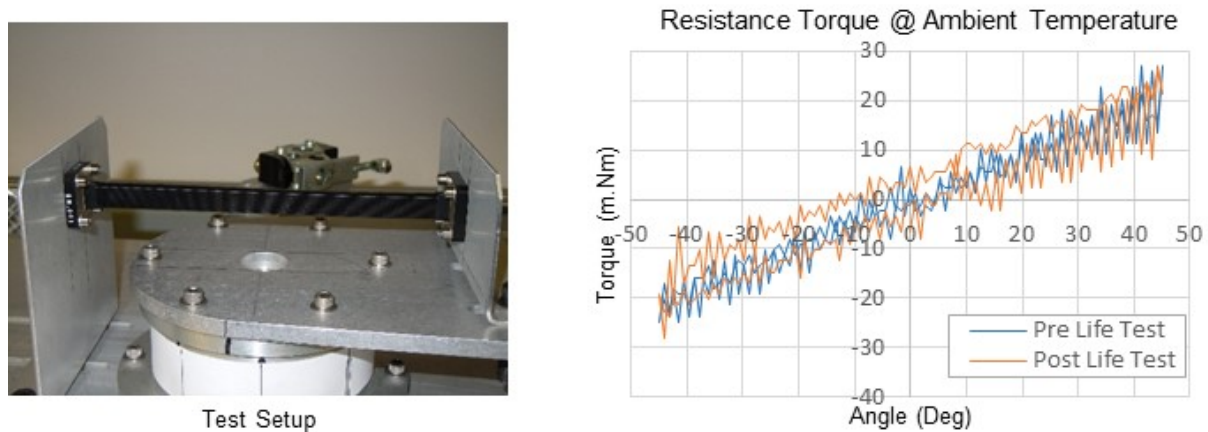 Resistance Torque @ Ambient Temperature
30
20
10
0
-50 -40 -30 -20 -10 0 10 20 30 40 50
-10
-20
-30
-40
Torque (m.Nm)
Pre Life Test
Post Life Test
Angle (Deg)
Test Setup